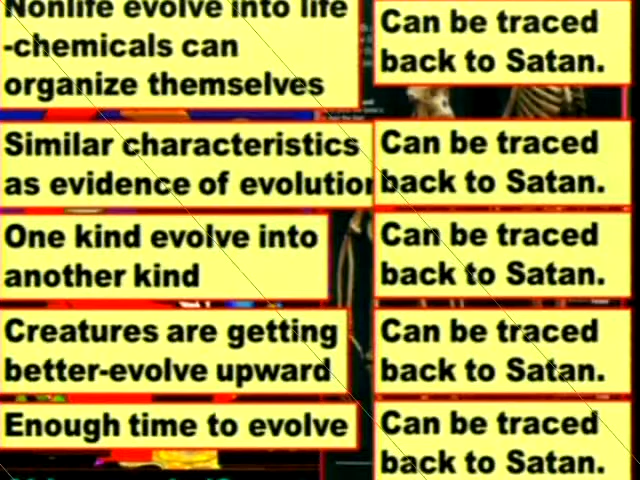 Nonlife evolve into life
-chemicals can
organize themselves
Can be traced
back to Satan.
Similar characteristics
as evidence of evolution
Can be traced
back to Satan.
One kind evolve into
another kind
Can be traced
back to Satan.
Creatures are getting
better-evolve upward
Can be traced
back to Satan.
Enough time to evolve
Can be traced
back to Satan.